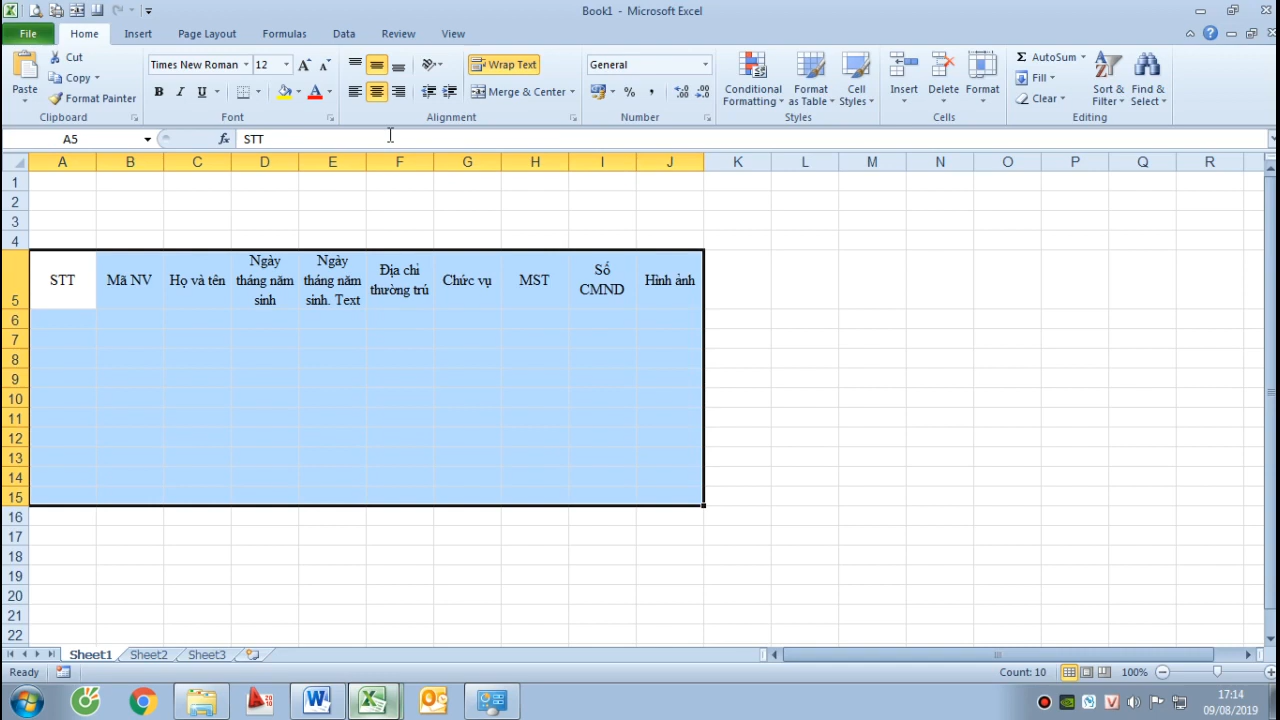 Book1 - Microsoft Excel
File Home Insert Page Layout Formulas Data Review View
Cut
Copy
Format Painter
Paste
Clipboard
Times New Roman 12
B I U
Font
Wrap Text
Merge & Center
Alignment
General
% ,
Number
Conditional Formatting
Format as Table
Cell Styles
Styles
Insert Delete Format
Cells
Σ AutoSum
Fill
Clear
Sort & Filter
Find & Select
Editing
A5 fx STT
A B C D E F G H I J K L M N O P Q R
1
2
3
4
5 STT Mã NV Họ và tên Ngày tháng năm sinh Ngày tháng năm sinh. Text Địa chỉ thường trú Chức vụ MST Số CMND Hình ảnh
6
7
8
9
10
11
12
13
14
15
16
17
18
19
20
21
22
Sheet1 Sheet2 Sheet3
Ready Count: 10 100%
17:14
09/08/2019